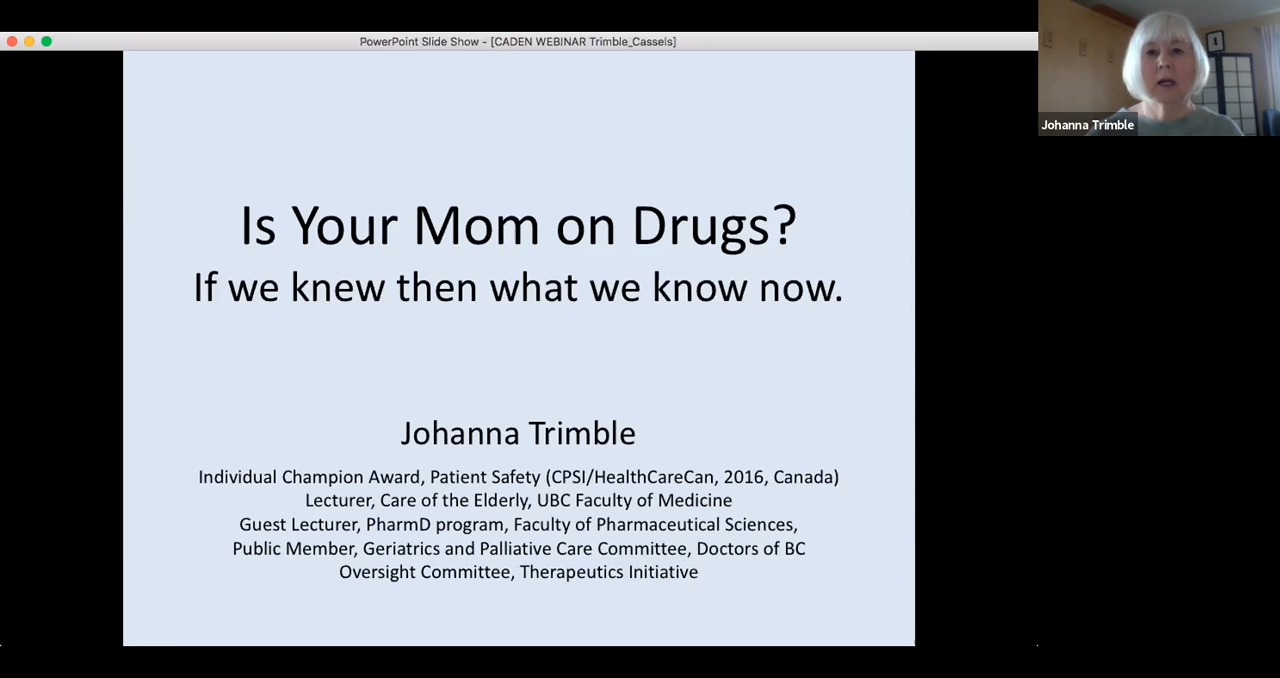 PowerPoint Slide Show - [CADEN WEBINAR Trimble_Cassels]
Johanna Trimble
Is Your Mom on Drugs?
If we knew then what we know now.
Johanna Trimble
Individual Champion Award, Patient Safety (CPSI/HealthCareCan, 2016, Canada)
Lecturer, Care of the Elderly, UBC Faculty of Medicine
Guest Lecturer, PharmD program, Faculty of Pharmaceutical Sciences,
Public Member, Geriatrics and Palliative Care Committee, Doctors of BC
Oversight Committee, Therapeutics Initiative